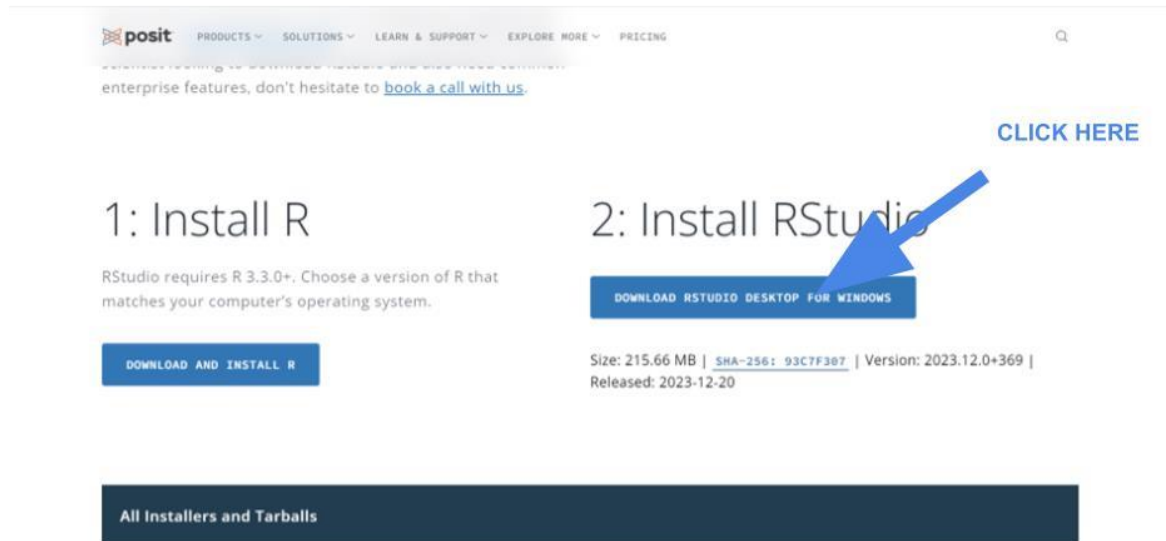 posit PRODUCTS SOLUTIONS LEARN & SUPPORT EXPLORE MORE PRICING
enterprise features, don't hesitate to book a call with us.
CLICK HERE
1: Install R
RStudio requires R 3.3.0+. Choose a version of R that
matches your computer's operating system.
DOWNLOAD AND INSTALL R
2: Install RStudio
DOWNLOAD RSTUDIO DESKTOP FOR WINDOWS
Size: 215.66 MB | SHA-256: 93C7F307 | Version: 2023.12.0+369 |
Released: 2023-12-20
All Installers and Tarballs